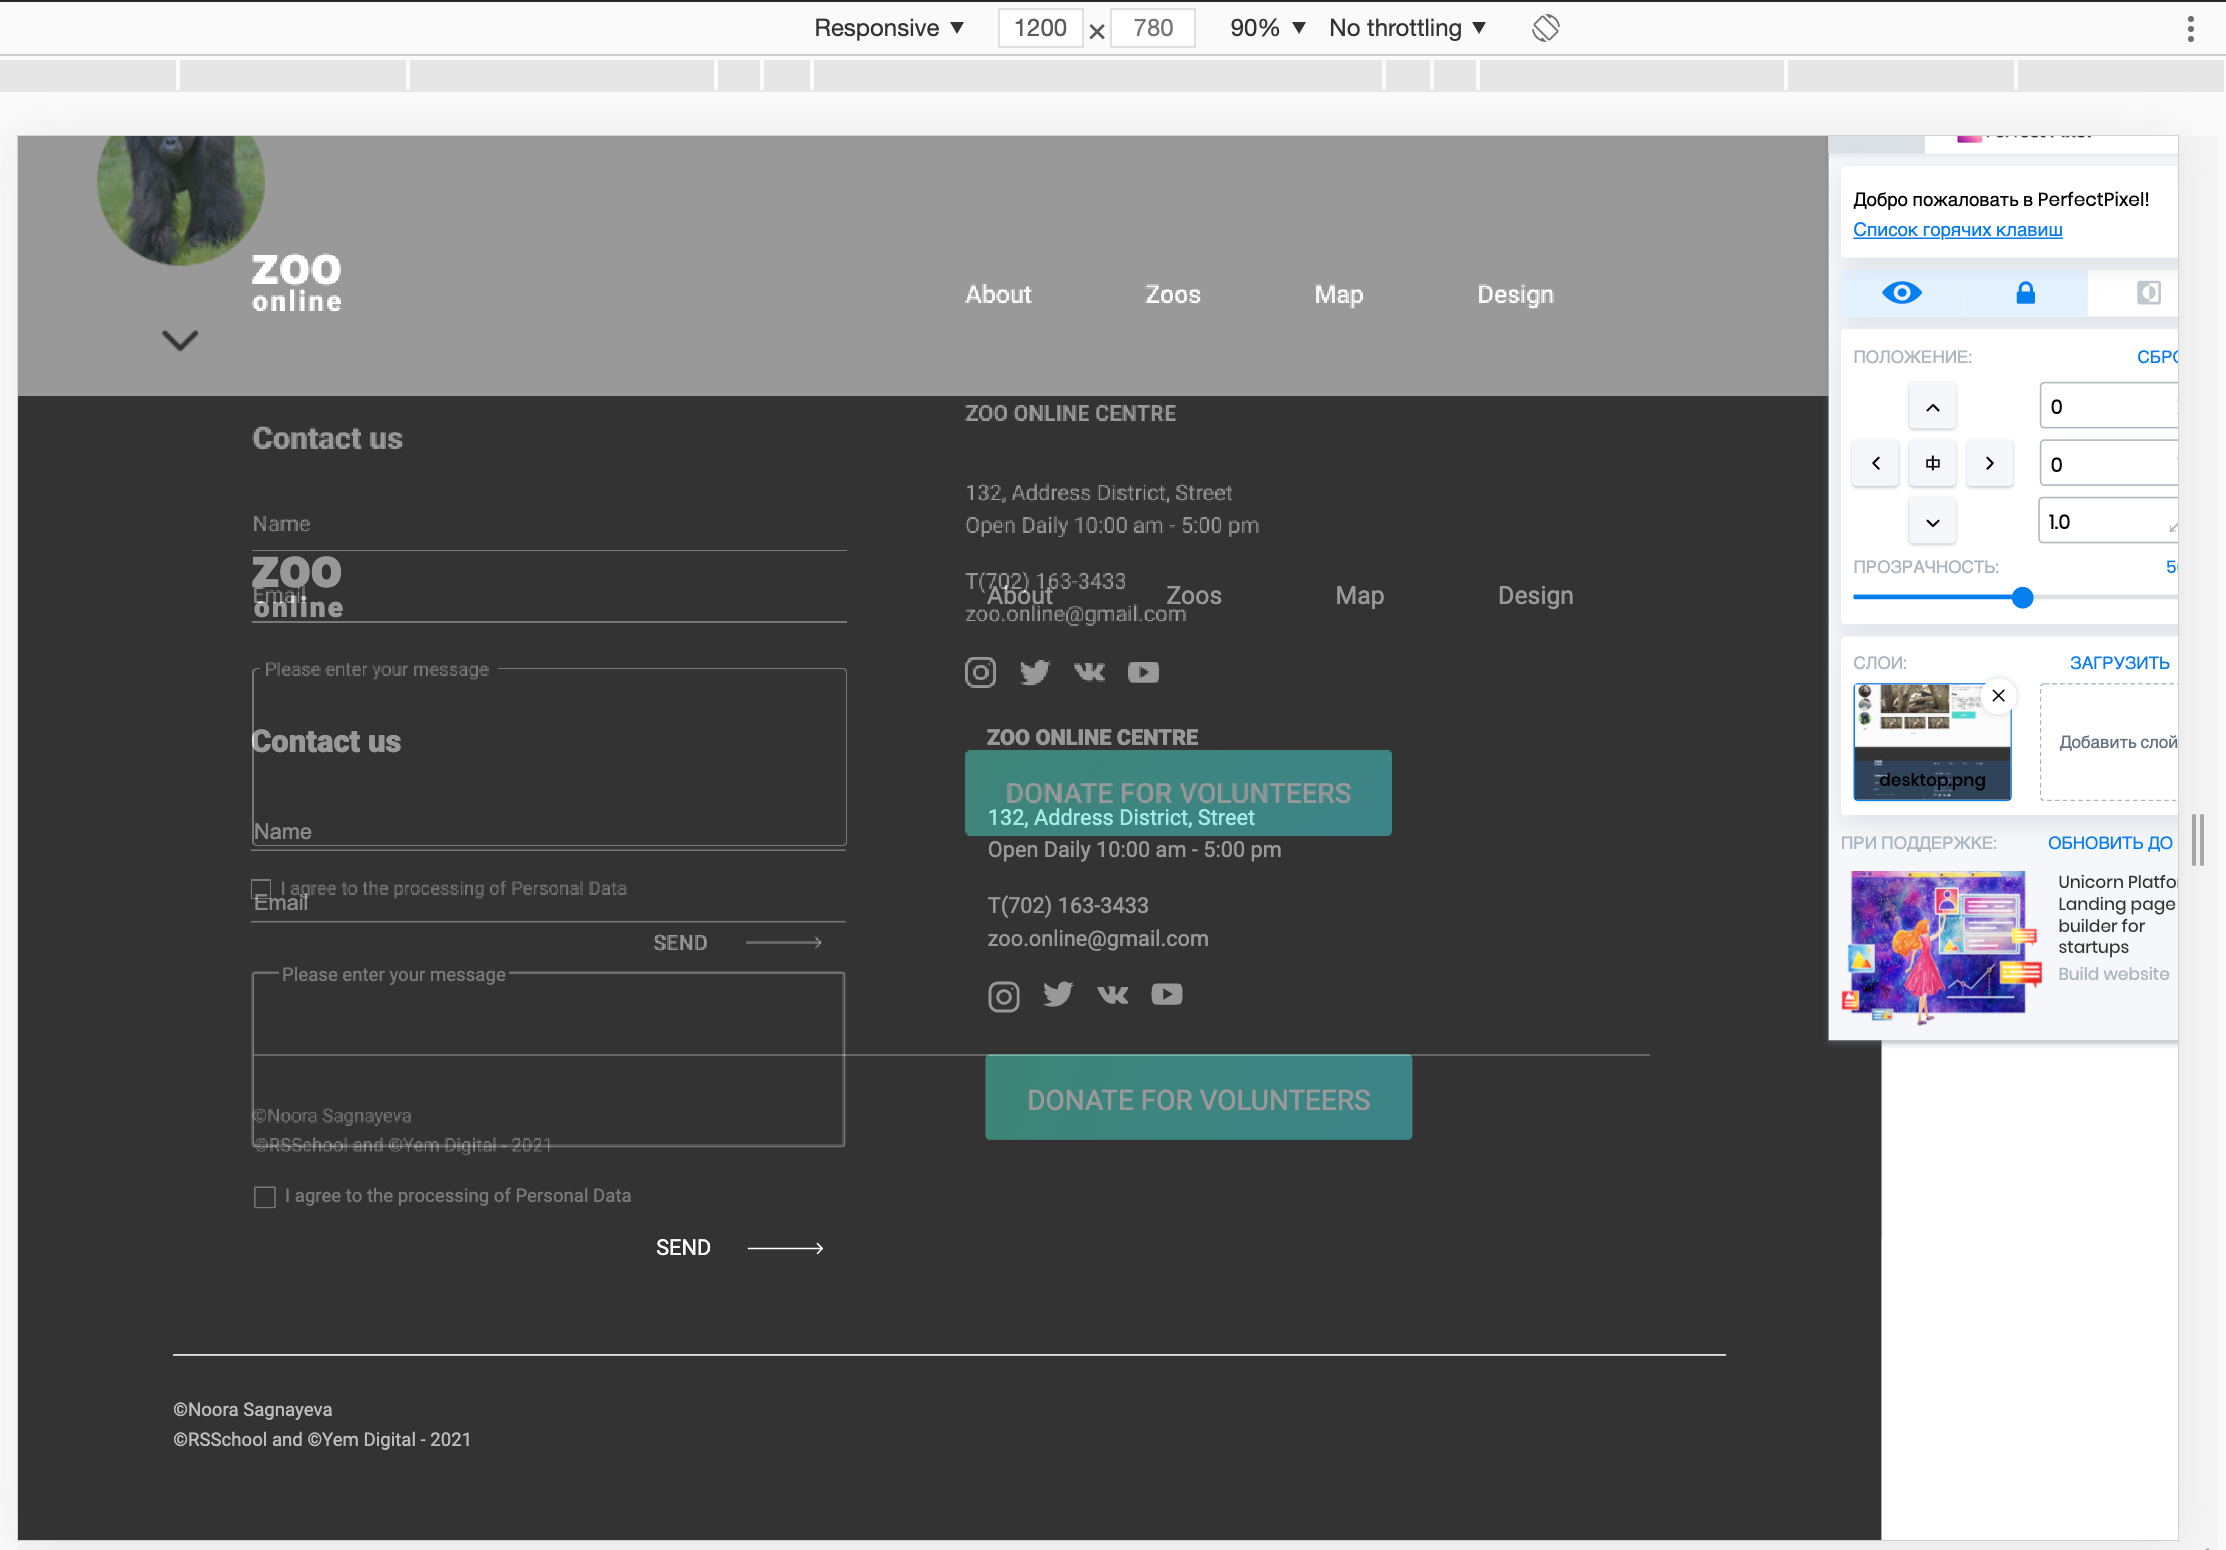 Responsive ▼ 1200 × 780 90% ▼ No throttling ▼
Добро пожаловать в PerfectPixel!
Список горячих клавиш
ПОЛОЖЕНИЕ:
0
0
1.0
ПРОЗРАЧНОСТЬ:
СЛОИ:
ЗАГРУЗИТЬ
desktop.png
Добавить слой
ПРИ ПОДДЕРЖКЕ:
ОБНОВИТЬ ДО
Unicorn
Landing page
builder for
startups
Build website
zoo
online
About
Zoos
Map
Design
Contact us
ZOO ONLINE CENTRE
132, Address District, Street
Open Daily 10:00 am - 5:00 pm
T(702) 163-3433
zoo.online@gmail.com
Name
Email
Please enter your message
DONATE FOR VOLUNTEERS
I agree to the processing of Personal Data
SEND
©Noora Sagnayeva
©RSSchool and ©Yem Digital - 2021
zoo
online
About
Zoos
Map
Design
Contact us
ZOO ONLINE CENTRE
132, Address District, Street
Open Daily 10:00 am - 5:00 pm
T(702) 163-3433
zoo.online@gmail.com
Name
Email
Please enter your message
DONATE FOR VOLUNTEERS
I agree to the processing of Personal Data
SEND
©Noora Sagnayeva
©RSSchool and ©Yem Digital - 2021